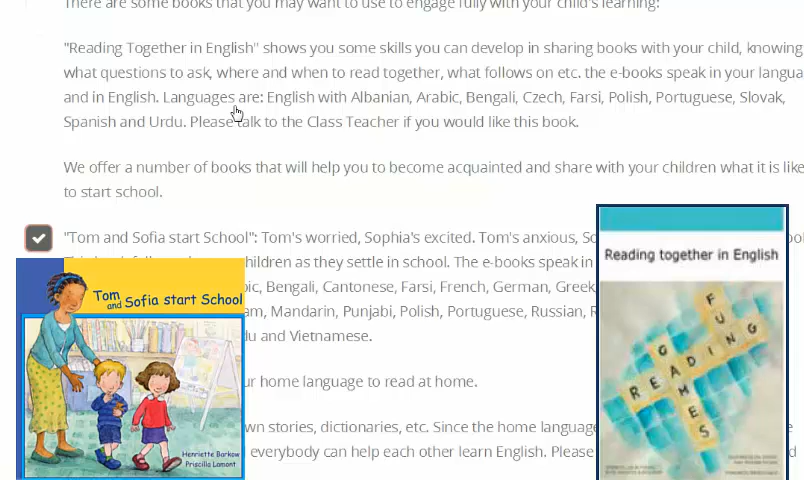 There are some books that you may want to use to engage fully with your child's learning:
"Reading Together in English" shows you some skills you can develop in sharing books with your child, knowing
what questions to ask, where and when to read together, what follows on etc. the e-books speak in your langua
and in English. Languages are: English with Albanian, Arabic, Bengali, Czech, Farsi, Polish, Portuguese, Slovak,
Spanish and Urdu. Please talk to the Class Teacher if you would like this book.
We offer a number of books that will help you to become acquainted and share with your children what it is like
to start school.
"Tom and Sofia start School": Tom's worried, Sophia's excited. Tom's anxious, So
children as they settle in school. The e-books speak in
bic, Bengali, Cantonese, Farsi, French, German, Greek
am, Mandarin, Punjabi, Polish, Portuguese, Russian, R
du and Vietnamese.
ur home language to read at home.
wn stories, dictionaries, etc. Since the home language
everybody can help each other learn English. Please
Tom
and Sofia start School
Henriette Barkow
Priscilla Lamont
Reading together in English
FUN
READING
GAMES